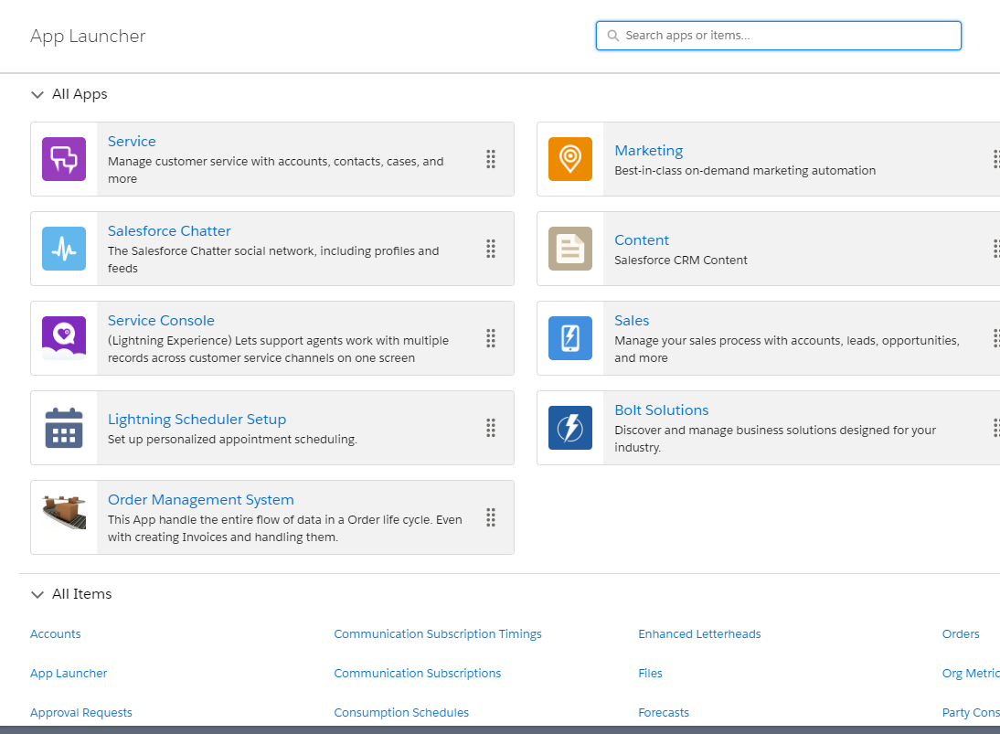 App Launcher
Search apps or items...
All Apps
Service
Manage customer service with accounts, contacts, cases, and
more
Marketing
Best-in-class on-demand marketing automation
Salesforce Chatter
The Salesforce Chatter social network, including profiles and
feeds
Content
Salesforce CRM Content
Service Console
(Lightning Experience) Lets support agents work with multiple
records across customer service channels on one screen
Sales
Manage your sales process with accounts, leads, opportunities,
and more
Lightning Scheduler Setup
Set up personalized appointment scheduling.
Bolt Solutions
Discover and manage business solutions designed for your
industry.
Order Management System
This App handle the entire flow of data in a Order life cycle. Even
with creating Invoices and handling them.
All Items
Accounts
Communication Subscription Timings
Enhanced Letterheads
Orders
App Launcher
Communication Subscriptions
Files
Org Metric
Approval Requests
Consumption Schedules
Forecasts
Party Cons